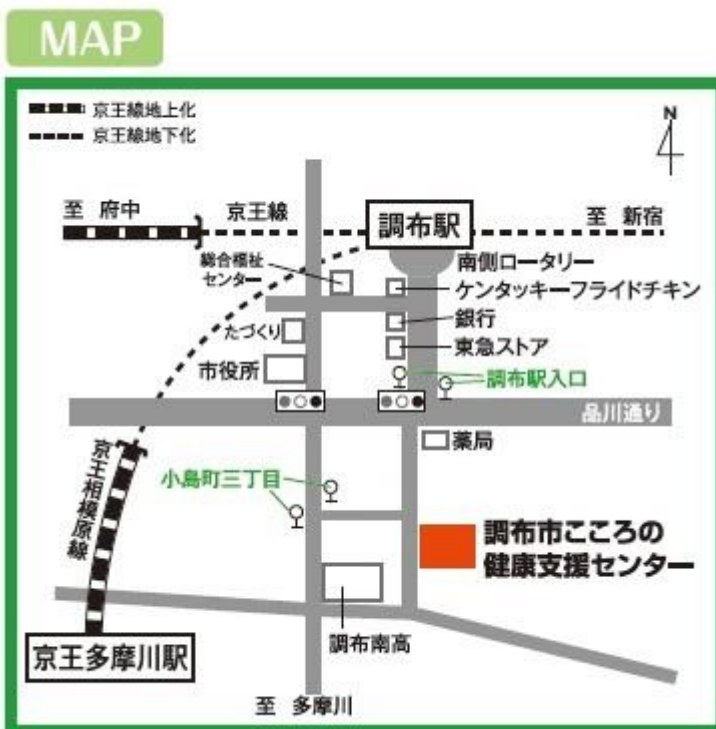 MAP
京王線地上化
京王線地下化
N
至 府中
京王線
調布駅
至 新宿
総合福祉
センター
南側ロータリー
ケンタッキーフライドチキン
たづくり
銀行
東急ストア
市役所
調布駅入口
品川通り
薬局
京王相模原線
小島町三丁目
調布市こころの
健康支援センター
調布南高
京王多摩川駅
至 多摩川